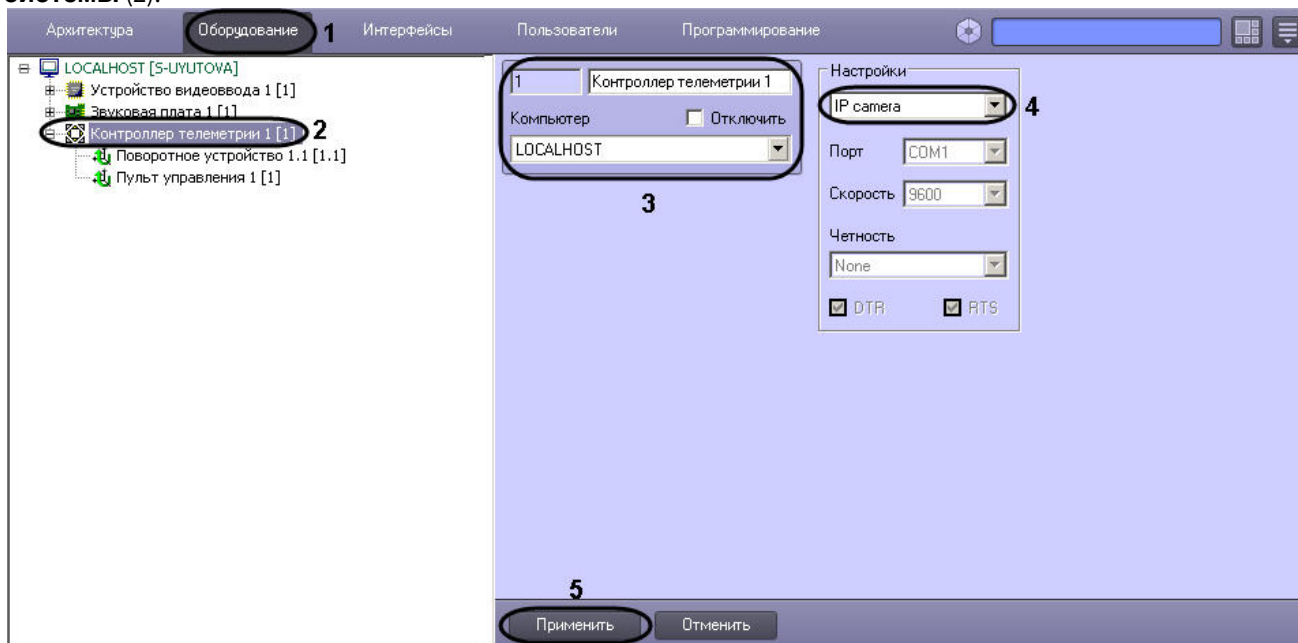 СИСТЕМЫ (2).
Архитектура Оборудование 1 Интерфейсы Пользователи Программирование
LOCALHOST [S-UYUTOVA]
Устройство видеоввода 1 [1]
Звуковая плата 1 [1]
Контроллер телеметрии 1 [1] 2
Поворотное устройство 1.1 [1.1]
Пульт управления 1 [1]
1 Контроллер телеметрии 1
Компьютер Отключить
LOCALHOST
3
Настройки
IP camera 4
Порт COM1
Скорость 9600
Четность
None
DTR RTS
5
Применить Отменить